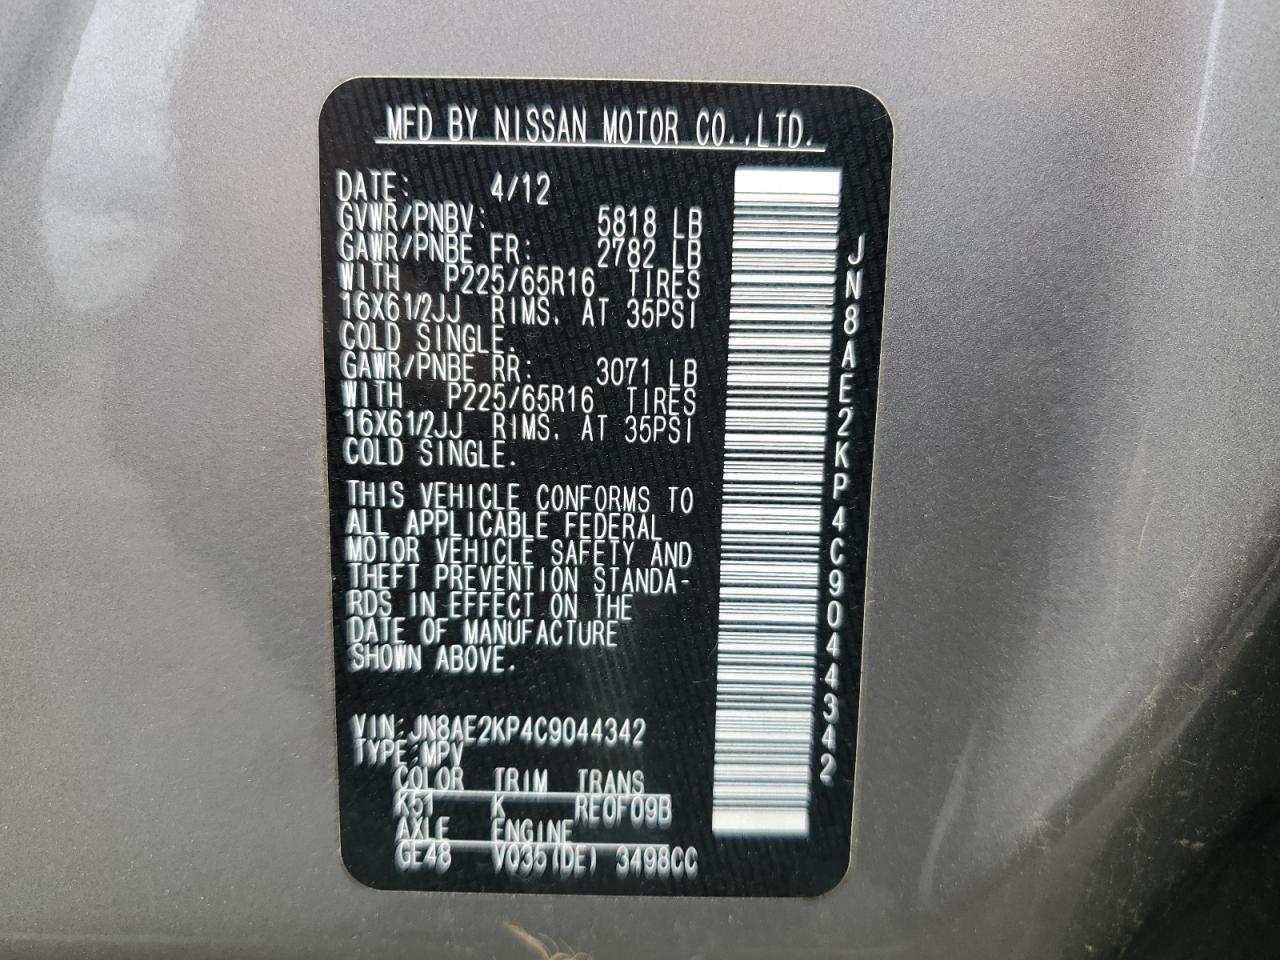 MFD BY NISSAN MOTOR CO.,LTD.
DATE: 4/12
GVWR/PNBV: 5818 LB
GAWR/PNBE FR: 2782 LB
WITH P225/65R16 TIRES
16X61/2JJ RIMS. AT 35PSI
COLD SINGLE.
GAWR/PNBE RR: 3071 LB
WITH P225/65R16 TIRES
16X61/2JJ RIMS. AT 35PSI
COLD SINGLE.
THIS VEHICLE CONFORMS TO
ALL APPLICABLE FEDERAL
MOTOR VEHICLE SAFETY AND
THEFT PREVENTION STANDA-
RDS IN EFFECT ON THE
DATE OF MANUFACTURE
SHOWN ABOVE.
VIN:JN8AE2KP4C9044342
TYPE:MPV
COLOR TRIM TRANS
K51 K RE0F09B
AXLE ENGINE
GE48 VQ35(DE) 3498CC
JN8AE2KP4C9044342